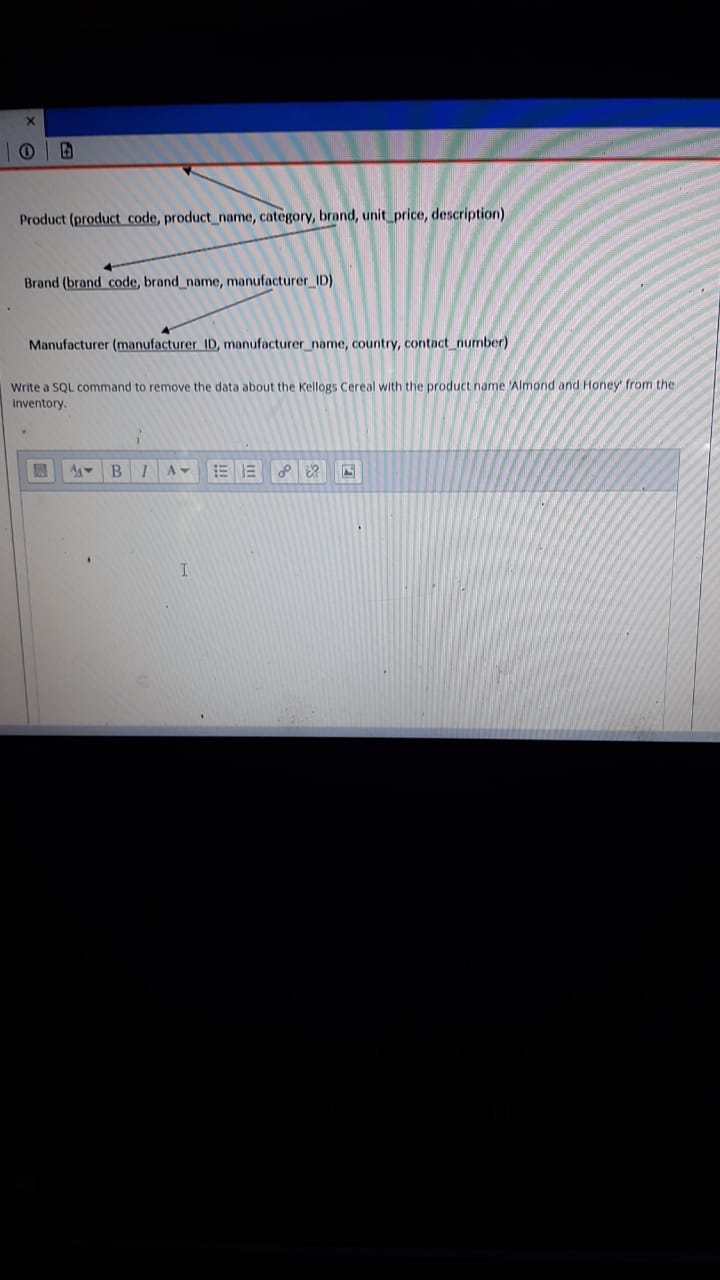 Product (product_code, product_name, category, brand, unit_price, description)
Brand (brand_code, brand_name, manufacturer_ID)
Manufacturer (manufacturer_ID, manufacturer_name, country, contact_number)
Write a SQL command to remove the data about the Kellogs Cereal with the product name 'Almond and Honey' from the
inventory.